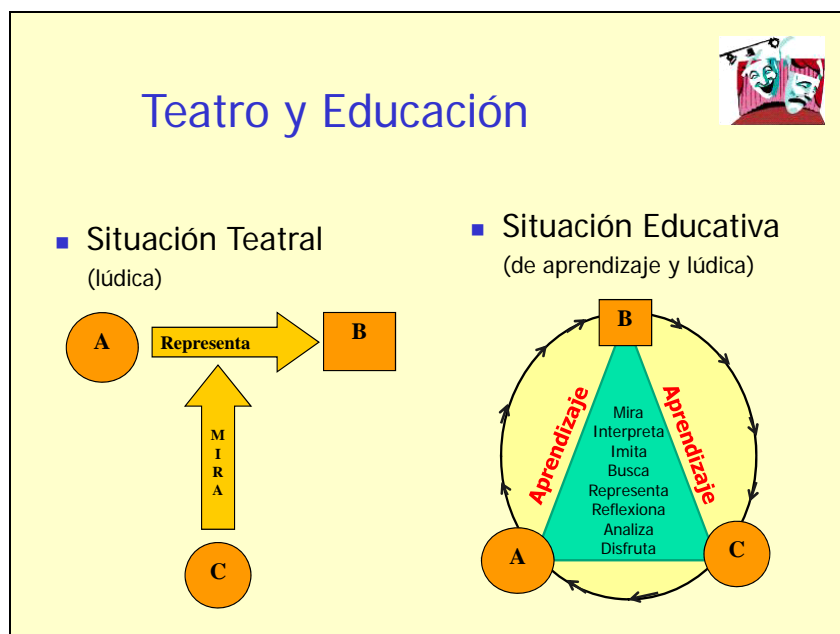 Teatro y Educación
Situación Teatral
(lúdica)
A
Representa
B
M
I
R
A
C
Situación Educativa
(de aprendizaje y lúdica)
B
Aprendizaje
Aprendizaje
Mira
Interpreta
Imita
Busca
Representa
Reflexiona
Analiza
Disfruta
A
C